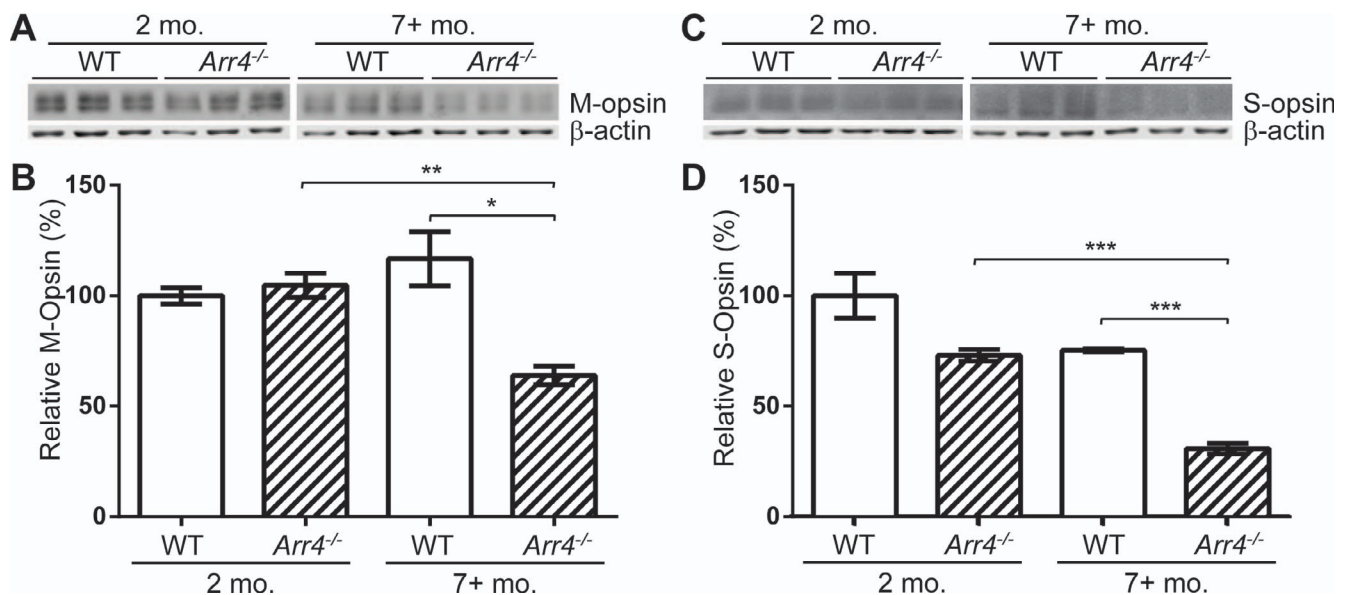 A
2 mo. 7+ mo.
WT Arr4-/- WT Arr4-/-
M-opsin
β-actin
C
2 mo. 7+ mo.
WT Arr4-/- WT Arr4-/-
S-opsin
β-actin
B
Relative M-Opsin (%)
150
100
50
0
**
*
WT Arr4-/- WT Arr4-/-
2 mo. 7+ mo.
D
Relative S-Opsin (%)
150
100
50
0
***
***
WT Arr4-/- WT Arr4-/-
2 mo. 7+ mo.